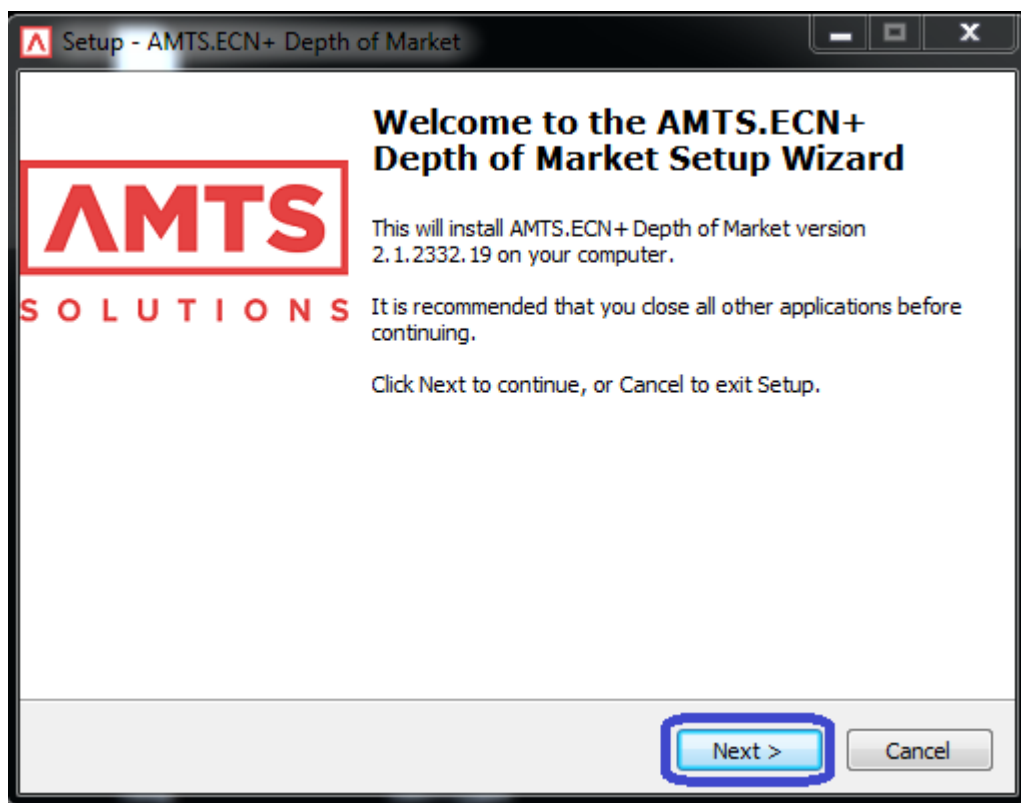 Setup - AMTS.ECN+ Depth of Market
Welcome to the AMTS.ECN+
Depth of Market Setup Wizard
AMTS
SOLUTIONS
This will install AMTS.ECN+ Depth of Market version
2.1.2332.19 on your computer.
It is recommended that you close all other applications before
continuing.
Click Next to continue, or Cancel to exit Setup.
Next >
Cancel